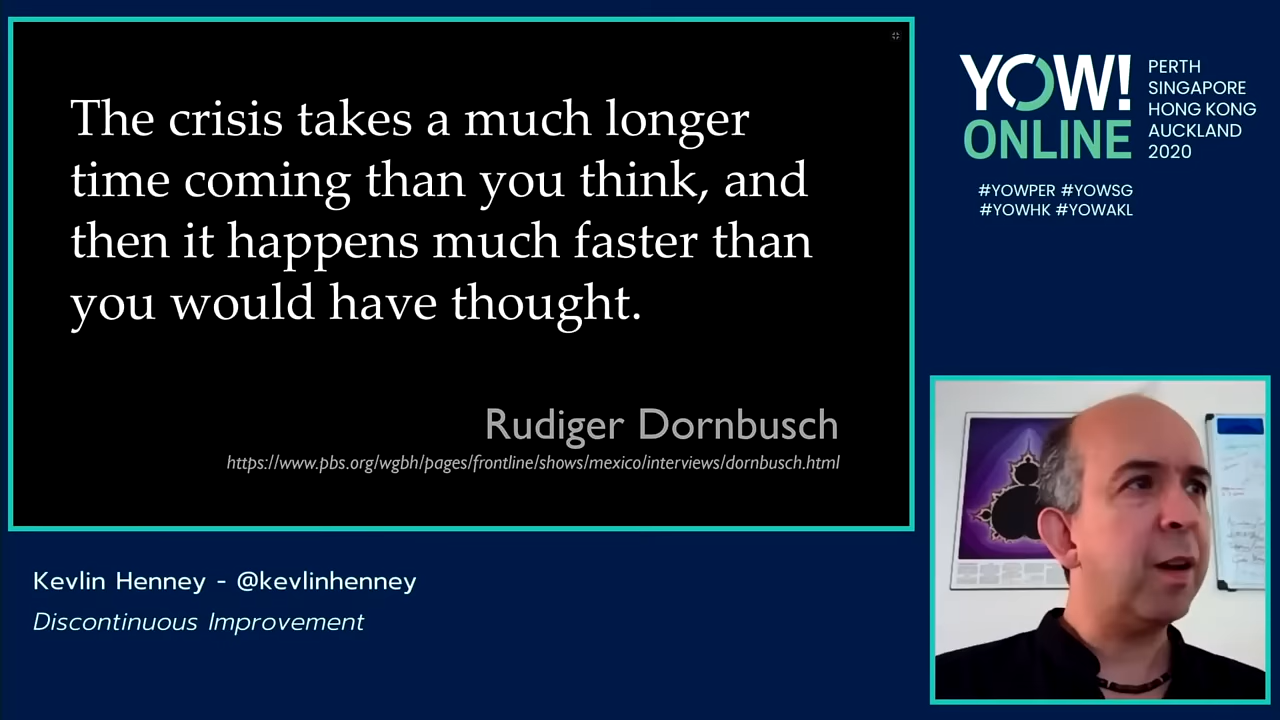 The crisis takes a much longer
time coming than you think, and
then it happens much faster than
you would have thought.
Rudiger Dornbusch
https://www.pbs.org/wgbh/pages/frontline/shows/mexico/interviews/dornbusch.html
YOW!
ONLINE
PERTH
SINGAPORE
HONG KONG
AUCKLAND
2020
#YOWPER #YOWSG
#YOWHK #YOWAKL
Kevlin Henney - @kevlinhenney
Discontinuous Improvement